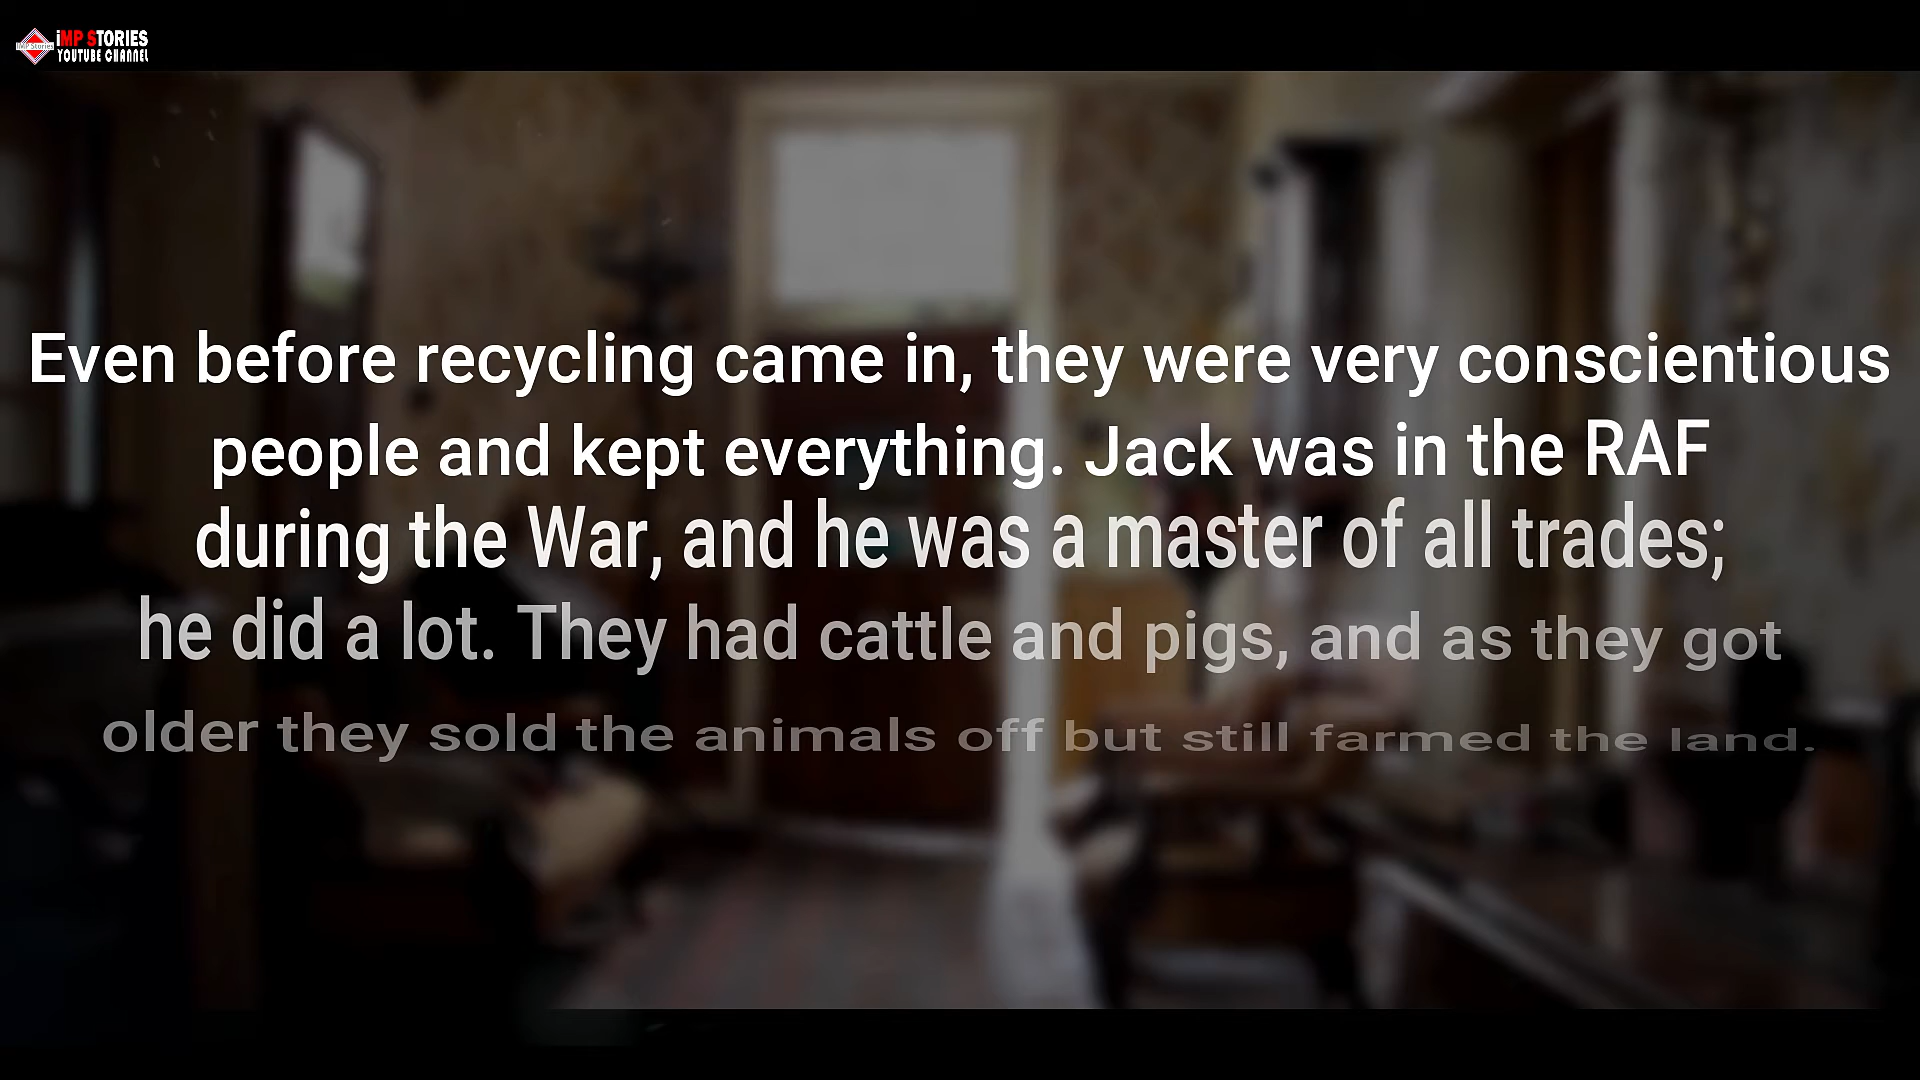 iMP STORIES
YOUTUBE CHANNEL
iMP Stories
Even before recycling came in, they were very conscientious
people and kept everything. Jack was in the RAF
during the War, and he was a master of all trades;
he did a lot. They had cattle and pigs, and as they got
older they sold the animals off but still farmed the land.